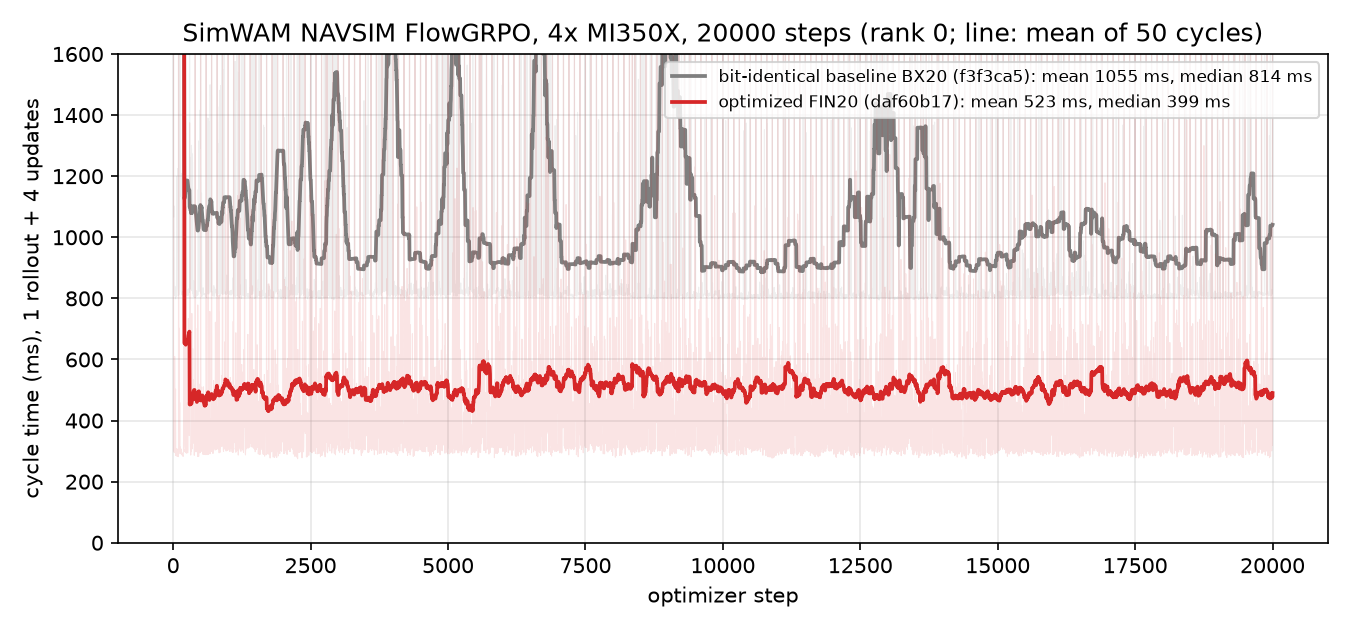 SimWAM NAVSIM FlowGRPO, 4x MI350X, 20000 steps (rank 0; line: mean of 50 cycles)
bit-identical baseline BX20 (f3f3ca5): mean 1055 ms, median 814 ms
optimized FIN20 (daf60b17): mean 523 ms, median 399 ms
cycle time (ms), 1 rollout + 4 updates
1600
1400
1200
1000
800
600
400
200
0
0 2500 5000 7500 10000 12500 15000 17500 20000
optimizer step